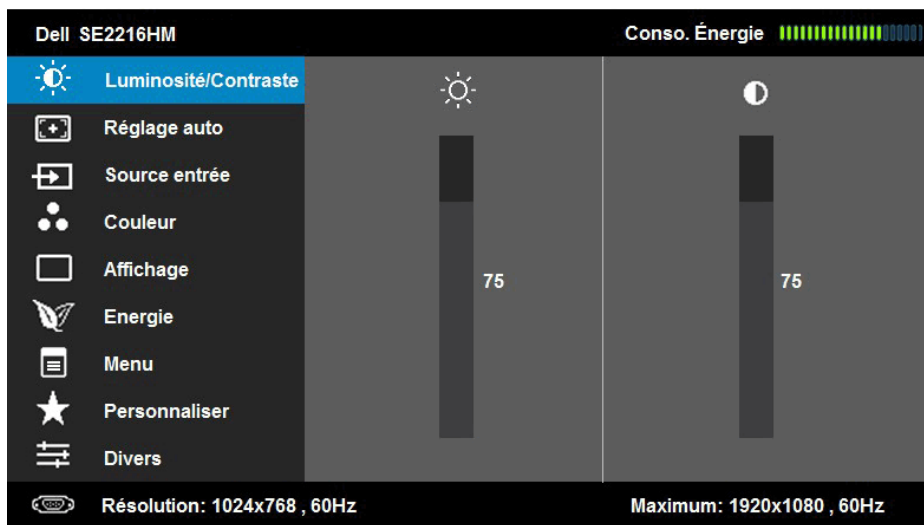 Dell SE2216HM
Conso. Énergie
Luminosité/Contraste
Réglage auto
Source entrée
Couleur
Affichage
75
75
Energie
Menu
Personnaliser
Divers
Résolution: 1024x768 , 60Hz
Maximum: 1920x1080 , 60Hz